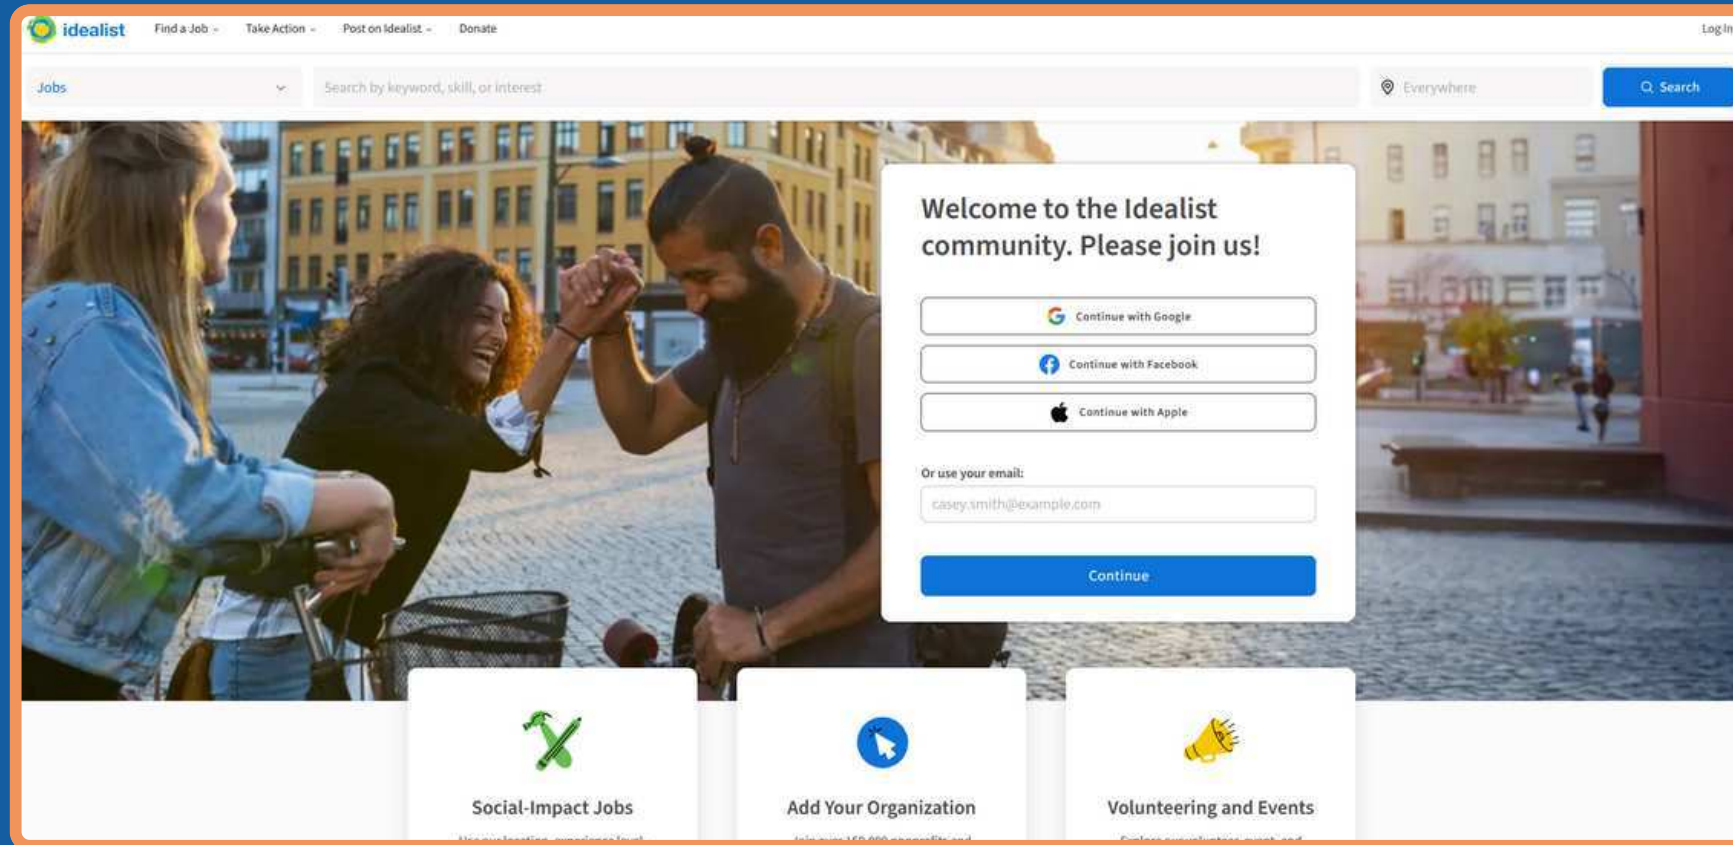 idealist Find a Job Take Action Post on Idealist Donate Log In
Jobs Search by keyword, skill, or interest Everywhere Search
Welcome to the Idealist
community. Please join us!
Continue with Google
Continue with Facebook
Continue with Apple
Or use your email:
casey.smith@example.com
Continue
Social-Impact Jobs Add Your Organization Volunteering and Events